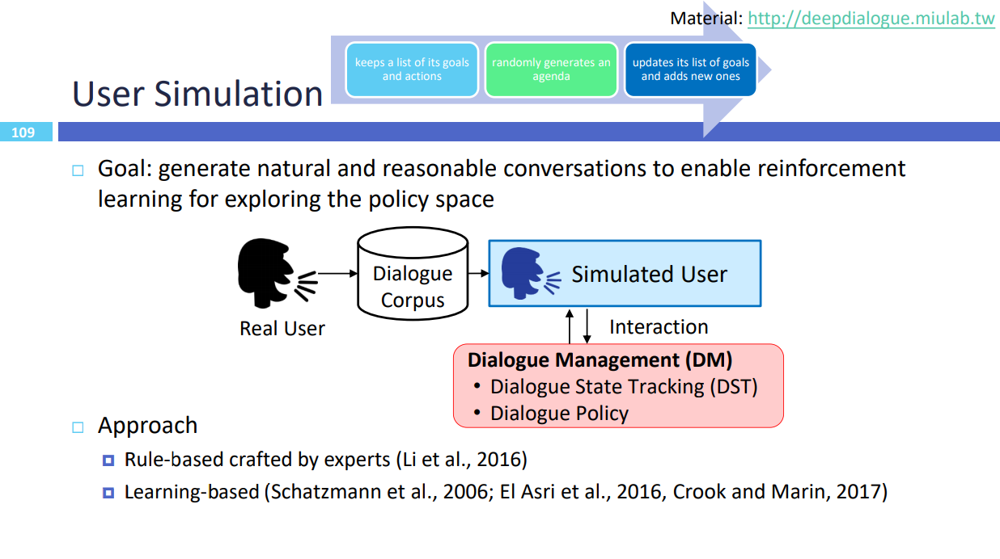 Material: http://deepdialogue.miulab.tw
keeps a list of its goals
and actions
randomly generates an
agenda
updates its list of goals
and adds new ones
User Simulation
109
Goal: generate natural and reasonable conversations to enable reinforcement
learning for exploring the policy space
Dialogue
Corpus
Simulated User
Real User
Interaction
Dialogue Management (DM)
• Dialogue State Tracking (DST)
• Dialogue Policy
Approach
Rule-based crafted by experts (Li et al., 2016)
Learning-based (Schatzmann et al., 2006; El Asri et al., 2016, Crook and Marin, 2017)